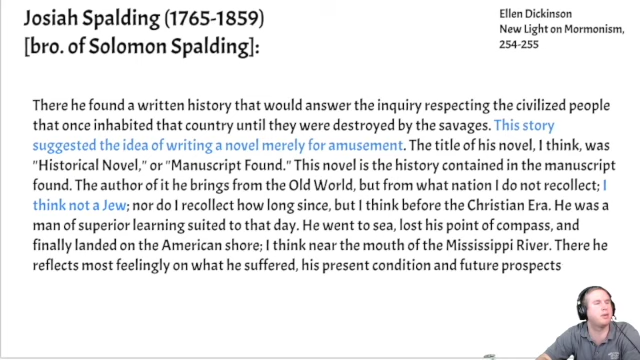 Josiah Spalding (1765-1859)
[bro. of Solomon Spalding]:
Ellen Dickinson
New Light on Mormonism,
254-255
There he found a written history that would answer the inquiry respecting the civilized people
that once inhabited that country until they were destroyed by the savages. This story
suggested the idea of writing a novel merely for amusement. The title of his novel, I think, was
"Historical Novel," or "Manuscript Found." This novel is the history contained in the manuscript
found. The author of it he brings from the Old World, but from what nation I do not recollect; I
think not a Jew; nor do I recollect how long since, but I think before the Christian Era. He was a
man of superior learning suited to that day. He went to sea, lost his point of compass, and
finally landed on the American shore; I think near the mouth of the Mississippi River. There he
reflects most feelingly on what he suffered, his present condition and future prospects